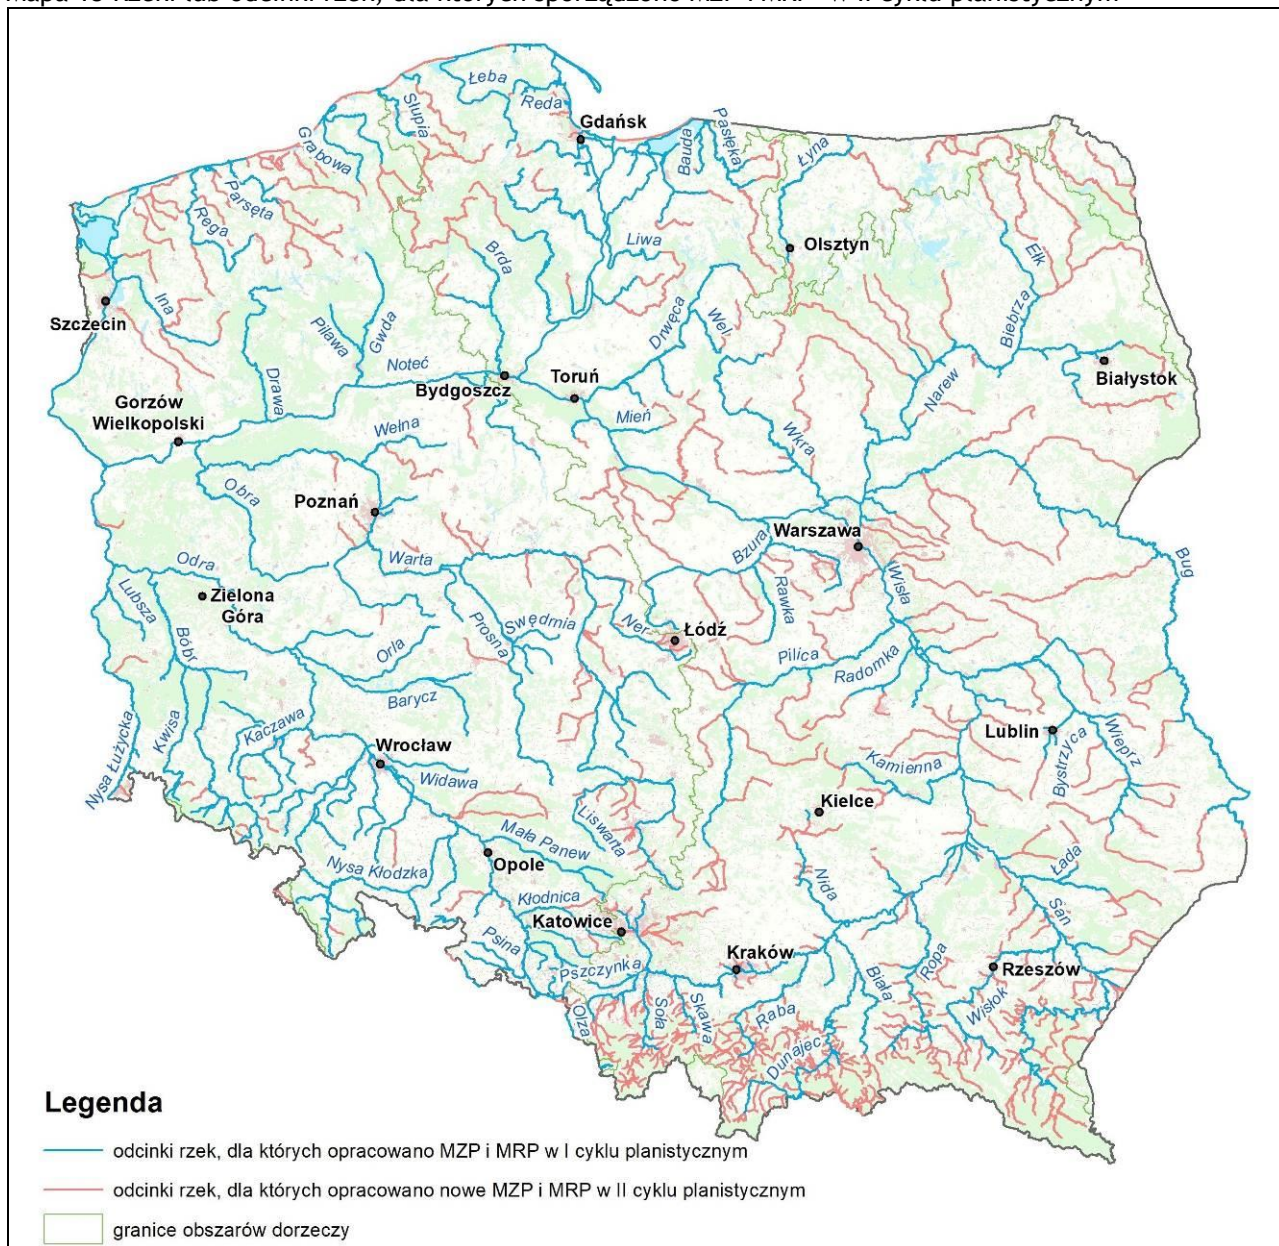 Mapa 15 Rzeki lub odcinki rzek, dla których sporządzono MZP i MRP w II cyklu planistycznym
Łeba
Słupia
Reda
Gdańsk
Grabowa
Bauda
Pasłęka
Łyna
Parsęta
Rega
Liwa
Olsztyn
Brda
Ełk
Ina
Szczecin
Drwęca
Wel
Biebrza
Piława
Gwda
Noteć
Drawa
Bydgoszcz
Toruń
Narew
Białystok
Gorzów
Wielkopolski
Mień
Wełna
Wkra
Obra
Poznań
Warszawa
Bzura
Odra
Warta
Bug
Lubsza
Zielona
Góra
Wisła
Rawka
Bóbr
Prosna
Swędrnia
Ner
Łódź
Orla
Pilica
Radomka
Barycz
Kaczawa
Kwisa
Nysa Łużycka
Wrocław
Lublin
Bystrzyca
Wieprz
Widawa
Kamienna
Kielce
Liswarta
Mała Panew
Opole
Nysa Kłodzka
Łada
Nida
Kłodnica
Katowice
San
Psina
Kraków
Ropa
Rzeszów
Pszczynka
Biała
Wisłok
Olza
Soła
Skawa
Raba
Dunajec
Legenda
odcinki rzek, dla których opracowano MZP i MRP w I cyklu planistycznym
odcinki rzek, dla których opracowano nowe MZP i MRP w II cyklu planistycznym
granice obszarów dorzeczy